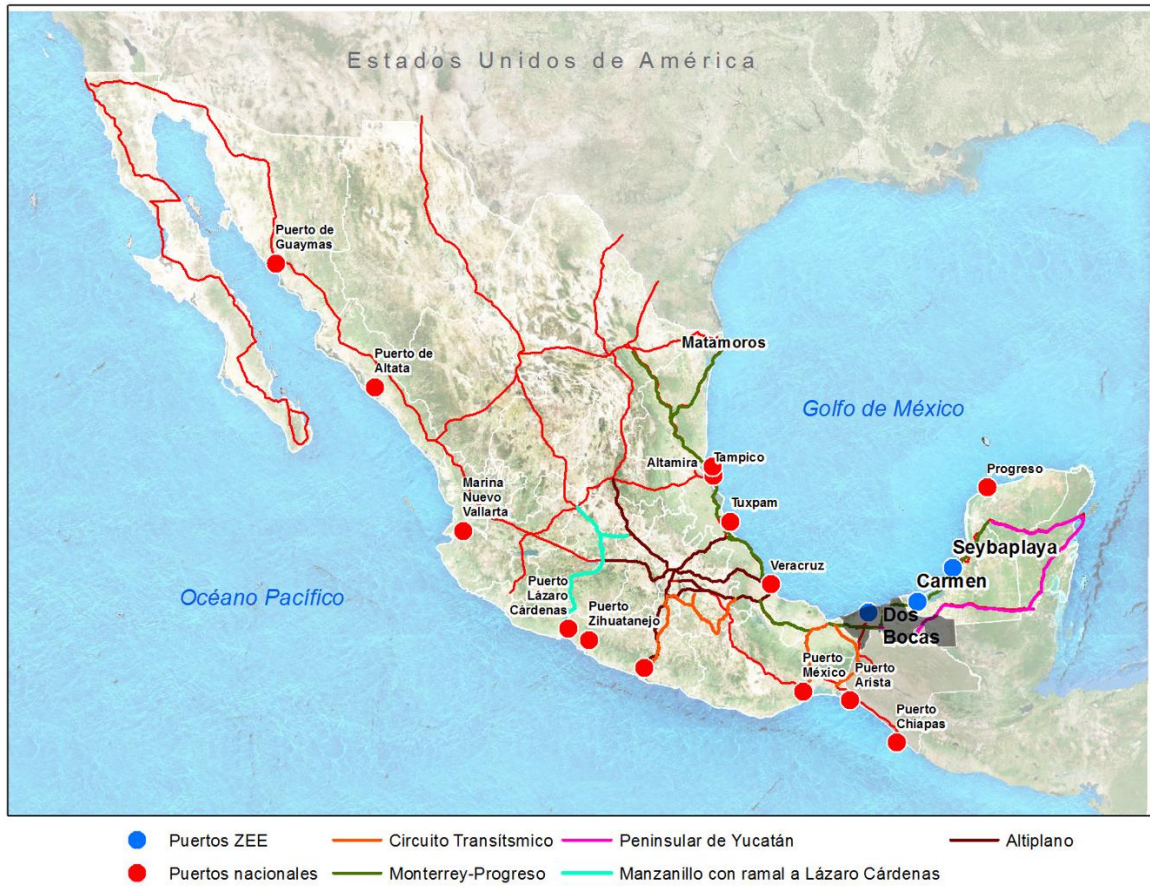 Estados Unidos de América
Puerto de
Guaymas
Matamoros
Puerto de
Altata
Golfo de México
Altamira
Tampico
Progreso
Marina
Nuevo
Vallarta
Tuxpam
Seybaplaya
Veracruz
Carmen
Océano Pacífico
Puerto
Lázaro
Cárdenas
Puerto
Zihuatanejo
Dos
Bocas
Puerto
México
Puerto
Arista
Puerto
Chiapas
Puertos ZEE
Circuito Transítsmico
Peninsular de Yucatán
Altiplano
Puertos nacionales
Monterrey-Progreso
Manzanillo con ramal a Lázaro Cárdenas